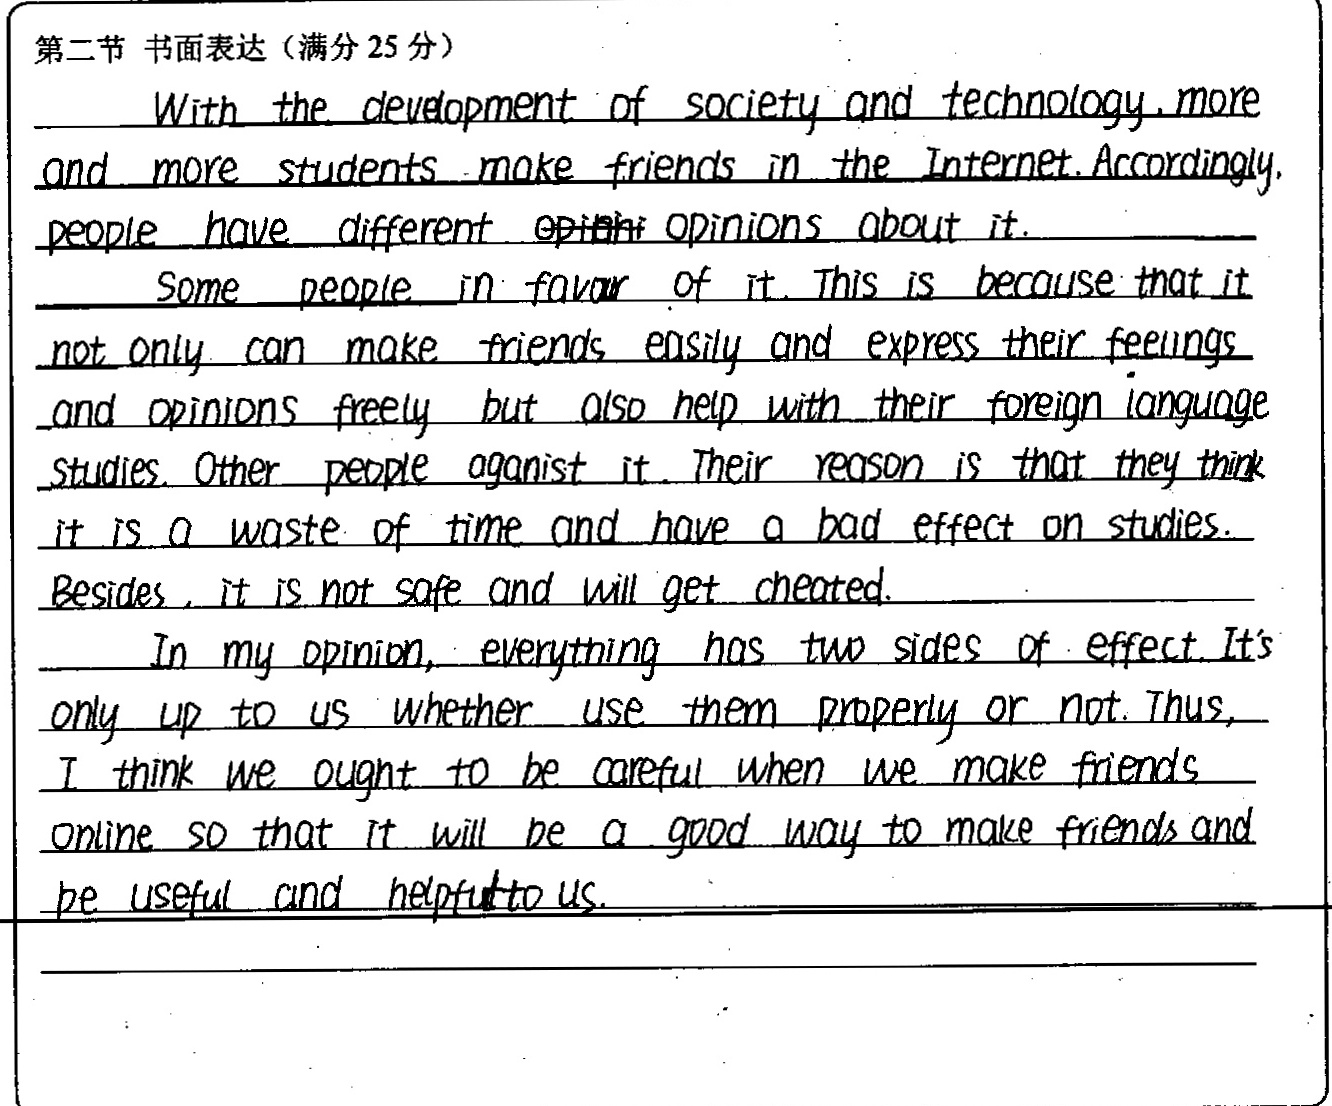 第二节 书面表达（满分 25 分）
With the development of society and technology, more
and more students make friends in the Internet. Accordingly,
people have different opinions about it.
Some people in favor of it. This is because that it
not only can make friends easily and express their feelings
and opinions freely but also help with their foreign language
studies. Other people aganist it. Their reason is that they think
it is a waste of time and have a bad effect on studies.
Besides, it is not safe and will get cheated.
In my opinion, everything has two sides of effect. It's
only up to us whether use them properly or not. Thus,
I think we ought to be careful when we make friends
online so that it will be a good way to make friends and
be useful and helpful to us.